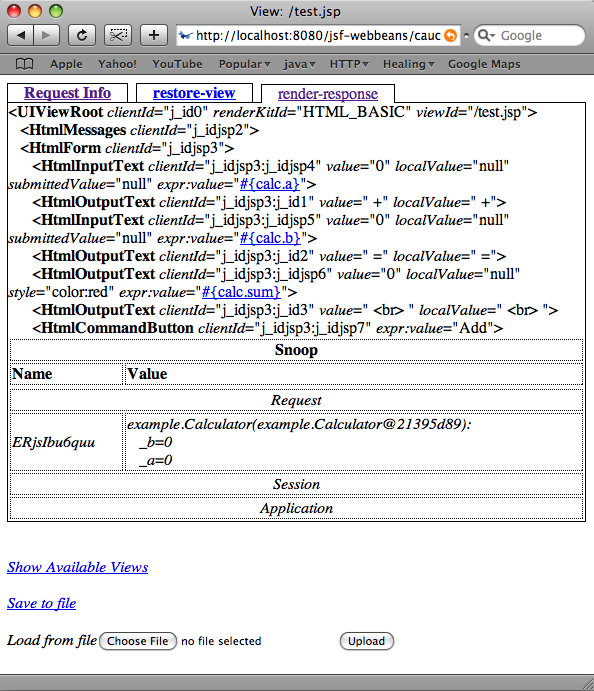 View: /test.jsp
http://localhost:8080/jsf-webbeans/cauc
Google
Apple Yahoo! YouTube Popular java HTTP Healing Google Maps
Request Info restore-view render-response
<UIViewRoot clientId="j_id0" renderKitId="HTML_BASIC" viewId="/test.jsp">
<HtmlMessages clientId="j_idjsp2">
<HtmlForm clientId="j_idjsp3">
<HtmlInputText clientId="j_idjsp3:j_idjsp4" value="0" localValue="null"
submittedValue="null" expr:value="#{calc.a}">
<HtmlOutputText clientId="j_idjsp3:j_id1" value=" +" localValue=" +">
<HtmlInputText clientId="j_idjsp3:j_idjsp5" value="0" localValue="null"
submittedValue="null" expr:value="#{calc.b}">
<HtmlOutputText clientId="j_idjsp3:j_id2" value=" =" localValue=" =">
<HtmlOutputText clientId="j_idjsp3:j_idjsp6" value="0" localValue="null"
style="color:red" expr:value="#{calc.sum}">
<HtmlOutputText clientId="j_idjsp3:j_id3" value=" <br> " localValue=" <br> ">
<HtmlCommandButton clientId="j_idjsp3:j_idjsp7" expr:value="Add">
Snoop
Name Value
Request
ERjsIbu6quu
example.Calculator(example.Calculator@21395d89):
_b=0
_a=0
Session
Application
Show Available Views
Save to file
Load from file Choose File no file selected Upload